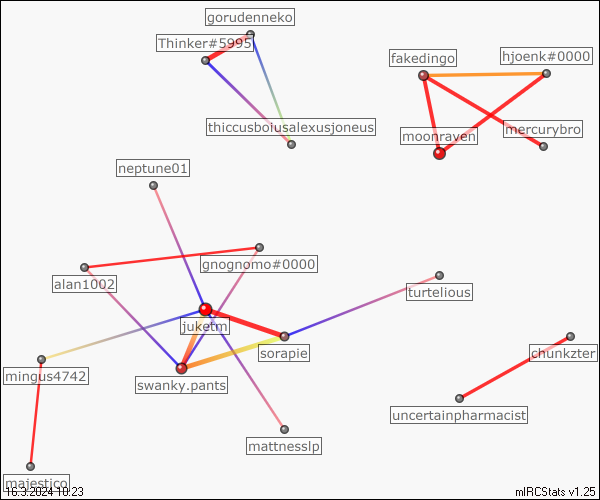 gorudenneko
Thinker#5995
fakedingo
hjoenk#0000
thiccusboiusalexusjoneus
moonraven
mercurybro
neptune01
gnognomo#0000
alan1002
turtelious
juketm
sorapie
chunkzter
mingus4742
swanky.pants
uncertainpharmacist
mattnesslp
majestico
16.3.2024 10:23
mIRCStats v1.25